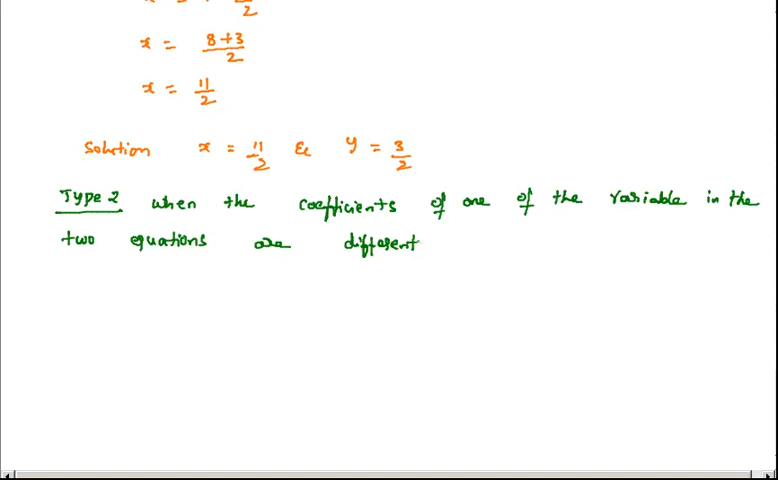 2
x = 8+3/2
x = 11/2
Solution x = 11/2 & y = 3/2
Type 2 when the coefficients of one of the variable in the
two equations are different